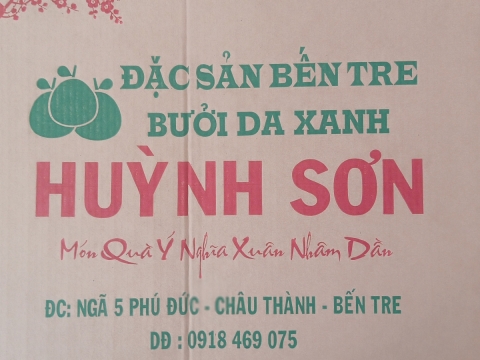 ĐẶC SẢN BẾN TRE
BƯỞI DA XANH
HUỲNH SƠN
Món Quà Ý Nghĩa Xuân Nhâm Dần
ĐC: NGÃ 5 PHÚ ĐỨC - CHÂU THÀNH - BẾN TRE
DĐ : 0918 469 075